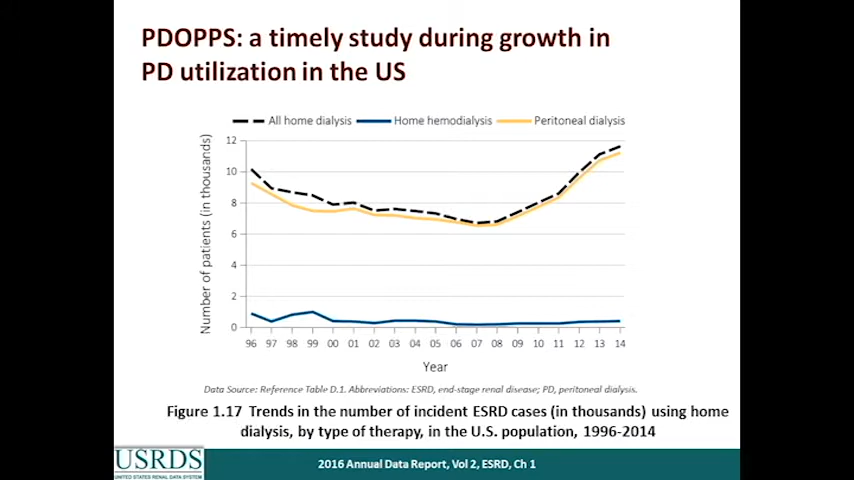 PDOPPS: a timely study during growth in
PD utilization in the US
All home dialysis
Home hemodialysis
Peritoneal dialysis
Number of patients (in thousands)
12
10
8
6
4
2
0
96 97 98 99 00 01 02 03 04 05 06 07 08 09 10 11 12 13 14
Year
Data Source: Reference Table D.1. Abbreviations: ESRD, end-stage renal disease; PD, peritoneal dialysis.
Figure 1.17 Trends in the number of incident ESRD cases (in thousands) using home
dialysis, by type of therapy, in the U.S. population, 1996-2014
USRDS
UNITED STATES RENAL DATA SYSTEM
2016 Annual Data Report, Vol 2, ESRD, Ch 1